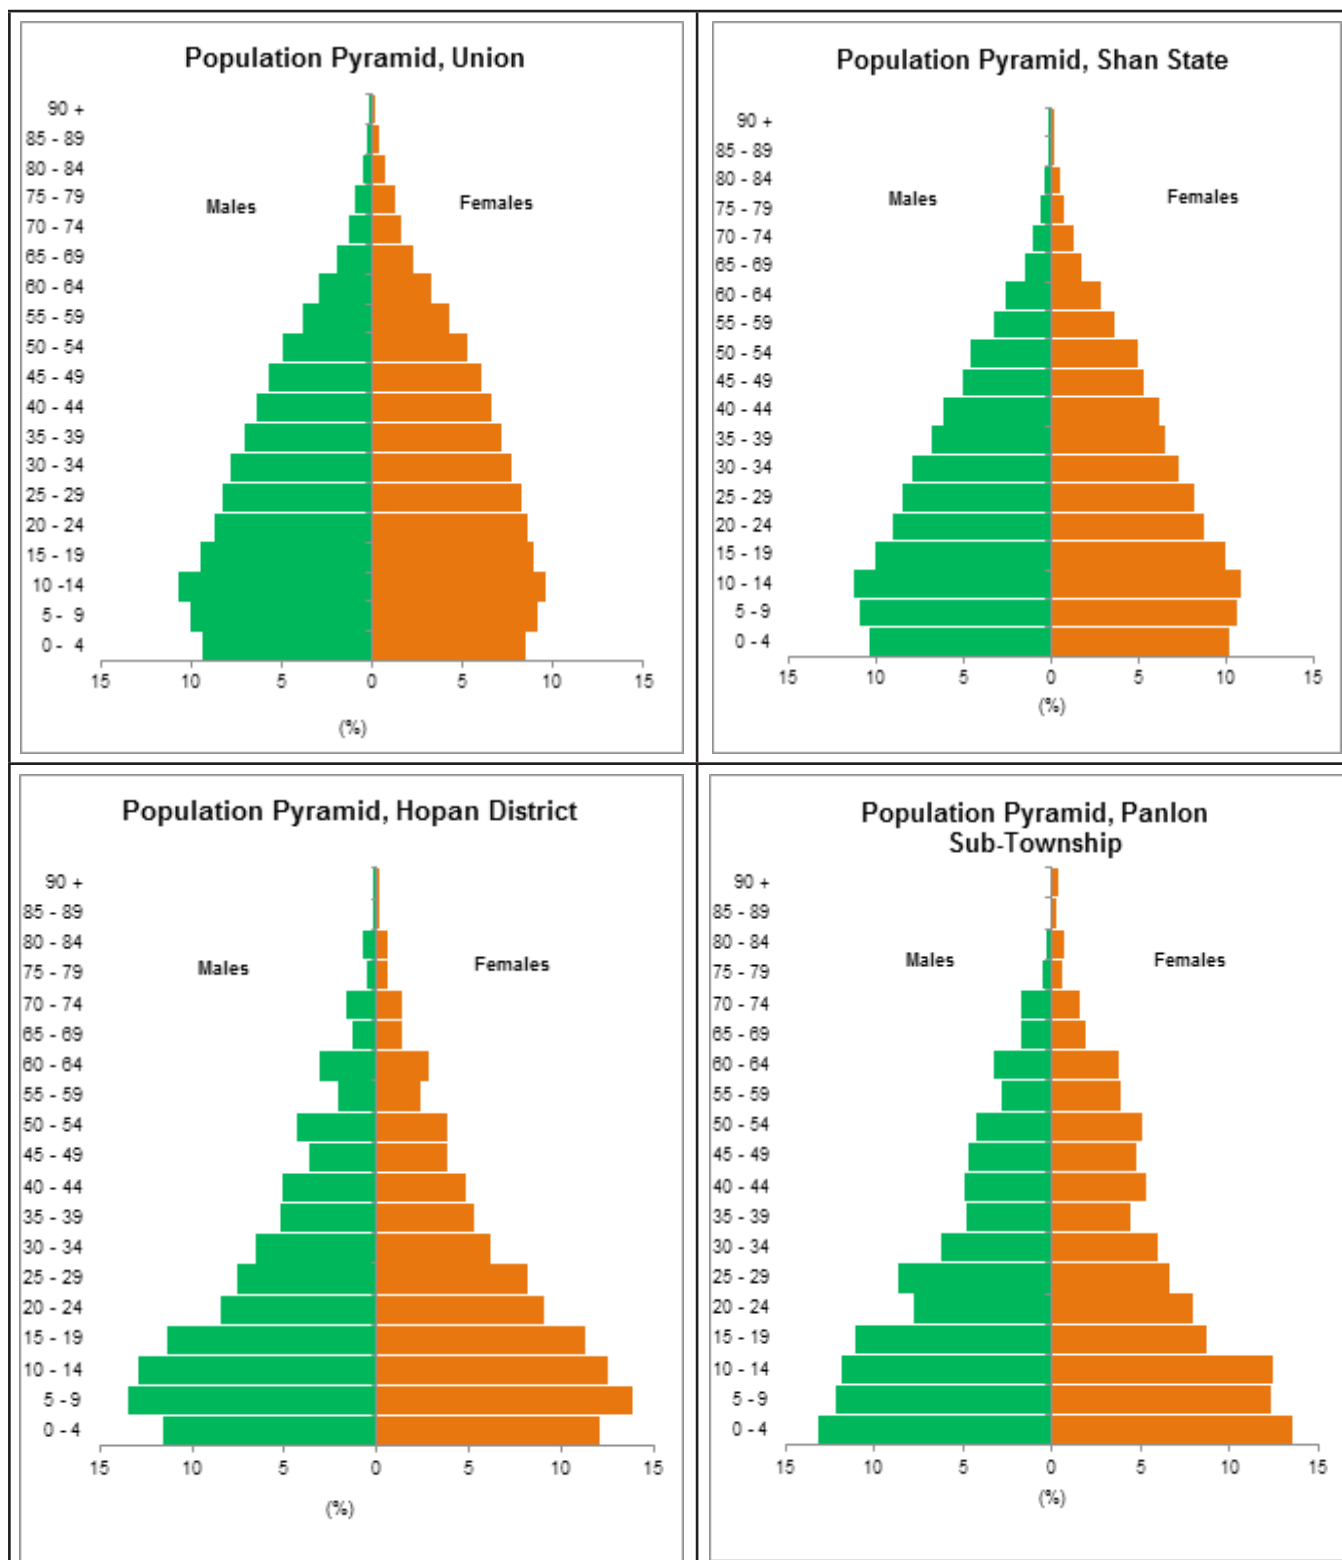 Population Pyramid, Union
90 +
85 - 89
80 - 84
75 - 79
70 - 74
65 - 69
60 - 64
55 - 59
50 - 54
45 - 49
40 - 44
35 - 39
30 - 34
25 - 29
20 - 24
15 - 19
10 -14
5 - 9
0 - 4
Males
Females
15 10 5 0 5 10 15
(%)
Population Pyramid, Shan State
90 +
85 - 89
80 - 84
75 - 79
70 - 74
65 - 69
60 - 64
55 - 59
50 - 54
45 - 49
40 - 44
35 - 39
30 - 34
25 - 29
20 - 24
15 - 19
10 - 14
5 - 9
0 - 4
Males
Females
15 10 5 0 5 10 15
(%)
Population Pyramid, Hopan District
90 +
85 - 89
80 - 84
75 - 79
70 - 74
65 - 69
60 - 64
55 - 59
50 - 54
45 - 49
40 - 44
35 - 39
30 - 34
25 - 29
20 - 24
15 - 19
10 - 14
5 - 9
0 - 4
Males
Females
15 10 5 0 5 10 15
(%)
Population Pyramid, Panlon
Sub-Township
90 +
85 - 89
80 - 84
75 - 79
70 - 74
65 - 69
60 - 64
55 - 59
50 - 54
45 - 49
40 - 44
35 - 39
30 - 34
25 - 29
20 - 24
15 - 19
10 - 14
5 - 9
0 - 4
Males
Females
15 10 5 0 5 10 15
(%)